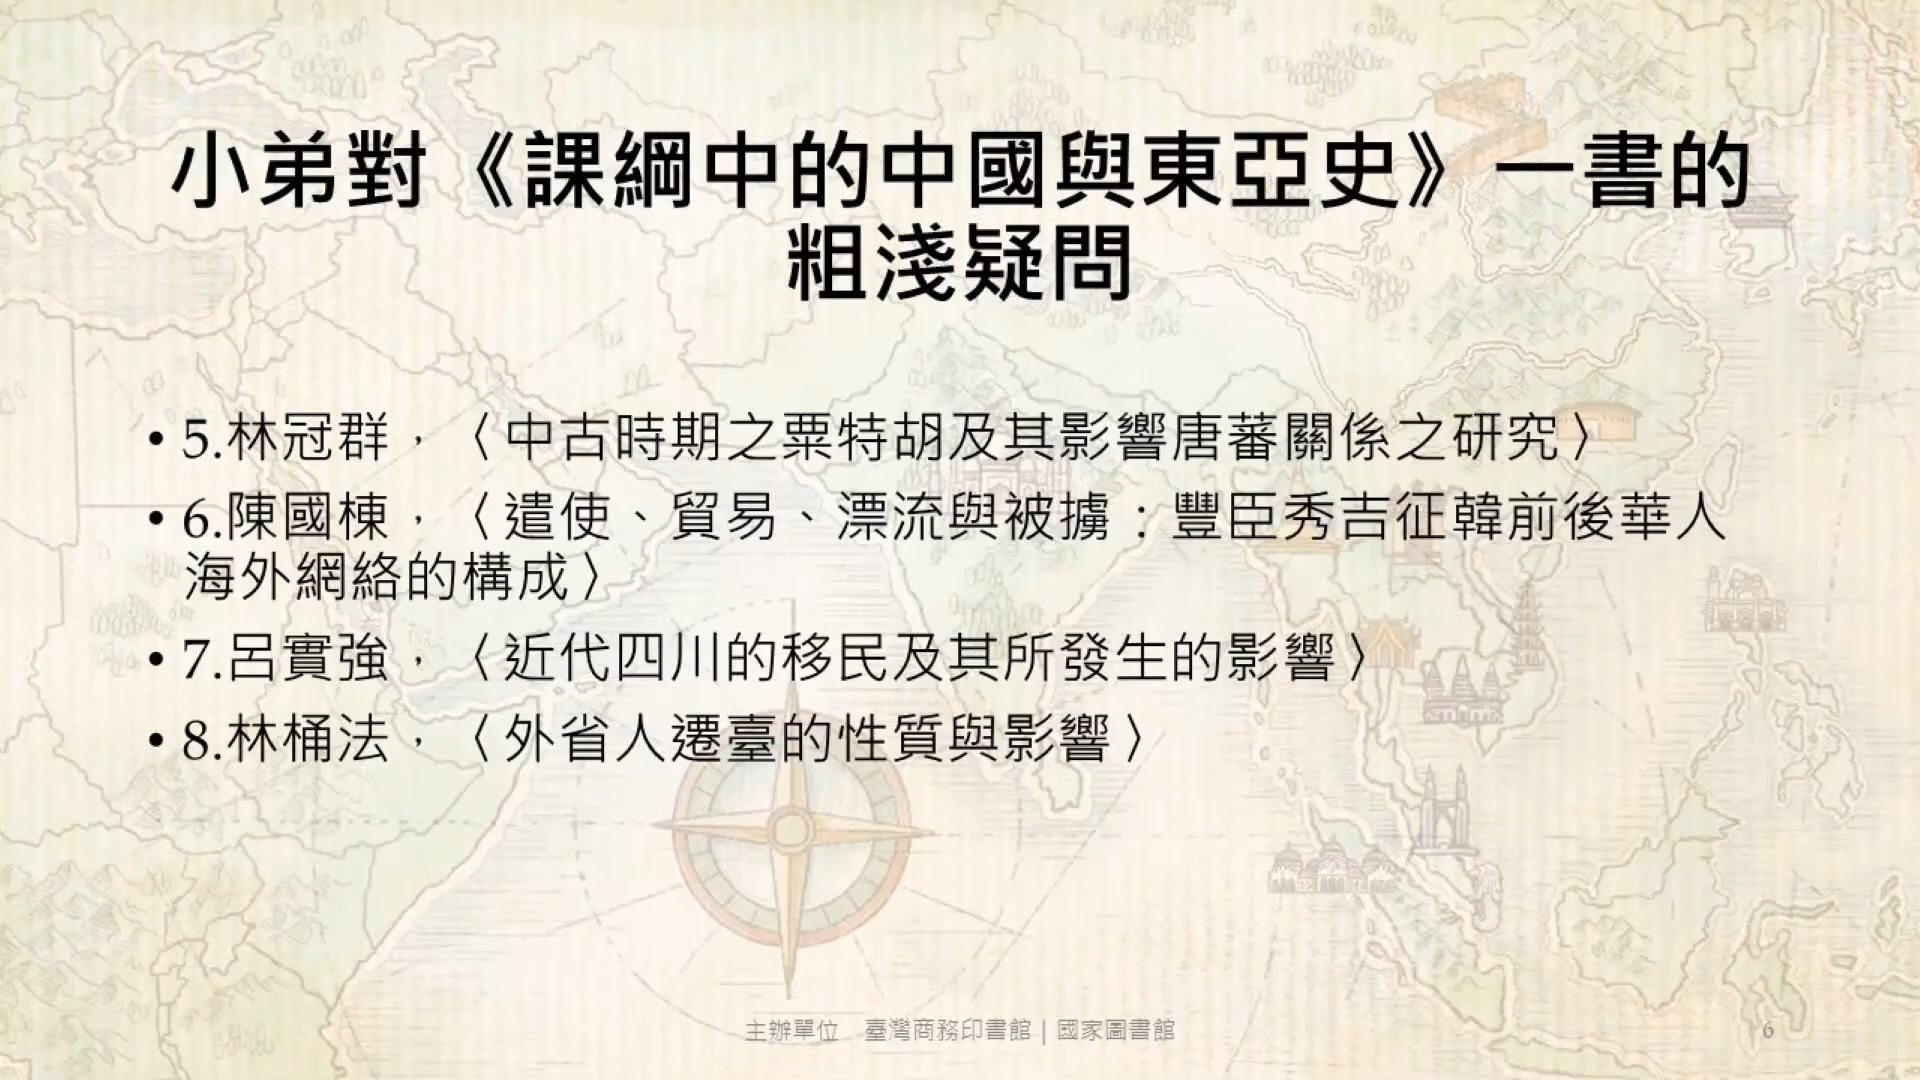 小弟對《課綱中的中國與東亞史》一書的
粗淺疑問
• 5.林冠群，〈中古時期之粟特胡及其影響唐蕃關係之研究〉
• 6.陳國棟，〈遣使、貿易、漂流與被擄：豐臣秀吉征韓前後華人
海外網絡的構成〉
• 7.呂實強，〈近代四川的移民及其所發生的影響〉
• 8.林桶法，〈外省人遷臺的性質與影響〉
主辦單位　臺灣商務印書館 | 國家圖書館
6